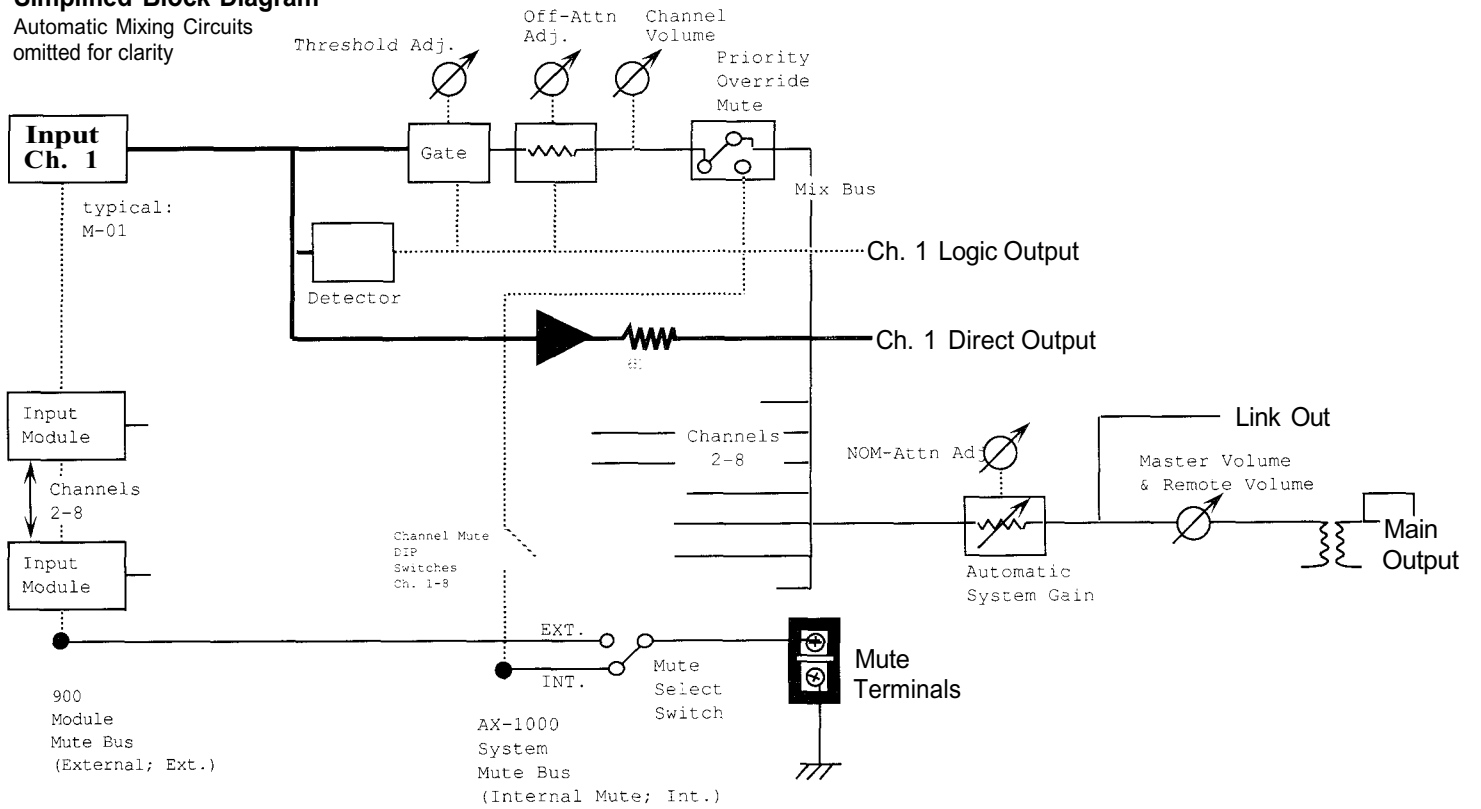 Simplified Block Diagram
Automatic Mixing Circuits
omitted for clarity
Threshold Adj.
Off-Attn
Adj.
Channel
Volume
Priority
Override
Mute
Input
Ch. 1
Gate
Mix Bus
typical:
M-01
Ch. 1 Logic Output
Detector
Ch. 1 Direct Output
Input
Module
Channels
2-8
Input
Module
Channels
2-8
Channel Mute
DIP
Switches
Ch. 1-8
NOM-Attn Adj
Link Out
Master Volume
& Remote Volume
Automatic
System Gain
Main
Output
EXT.
INT.
Mute
Select
Switch
Mute
Terminals
900
Module
Mute Bus
(External; Ext.)
AX-1000
System
Mute Bus
(Internal Mute; Int.)